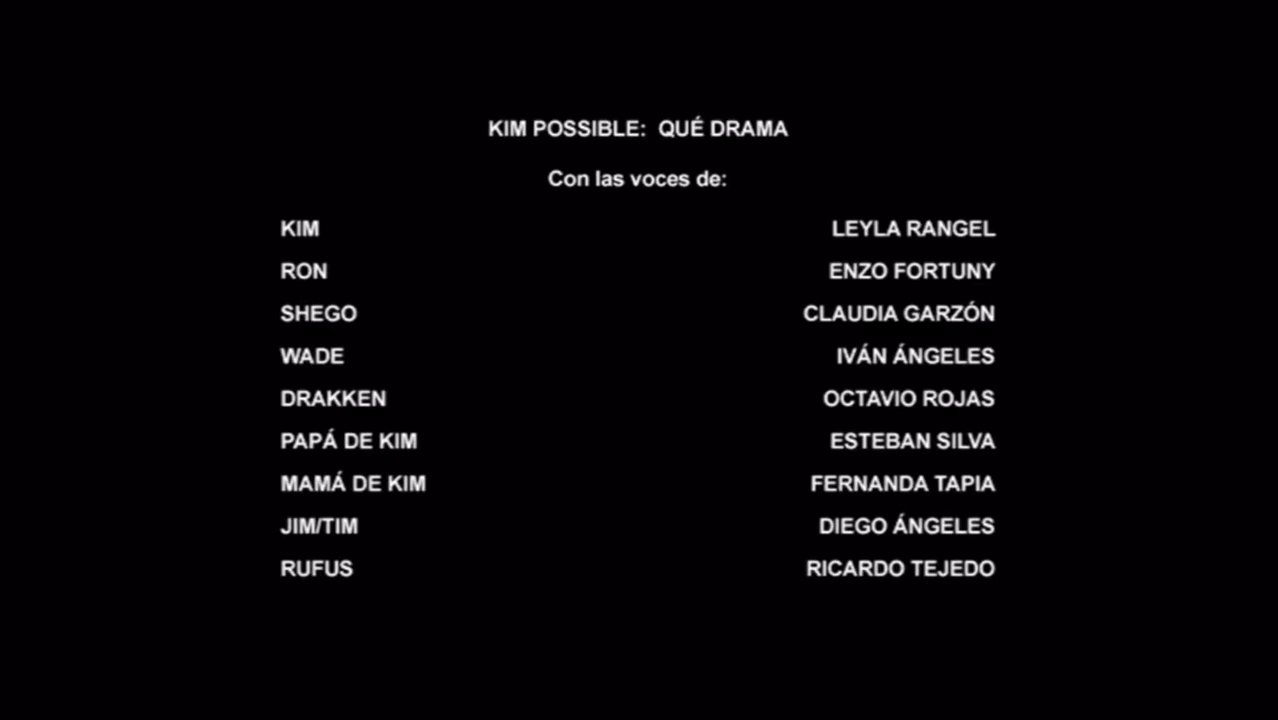 KIM POSSIBLE: QUÉ DRAMA
Con las voces de:
KIM LEYLA RANGEL
RON ENZO FORTUNY
SHEGO CLAUDIA GARZÓN
WADE IVÁN ÁNGELES
DRAKKEN OCTAVIO ROJAS
PAPÁ DE KIM ESTEBAN SILVA
MAMÁ DE KIM FERNANDA TAPIA
JIM/TIM DIEGO ÁNGELES
RUFUS RICARDO TEJEDO